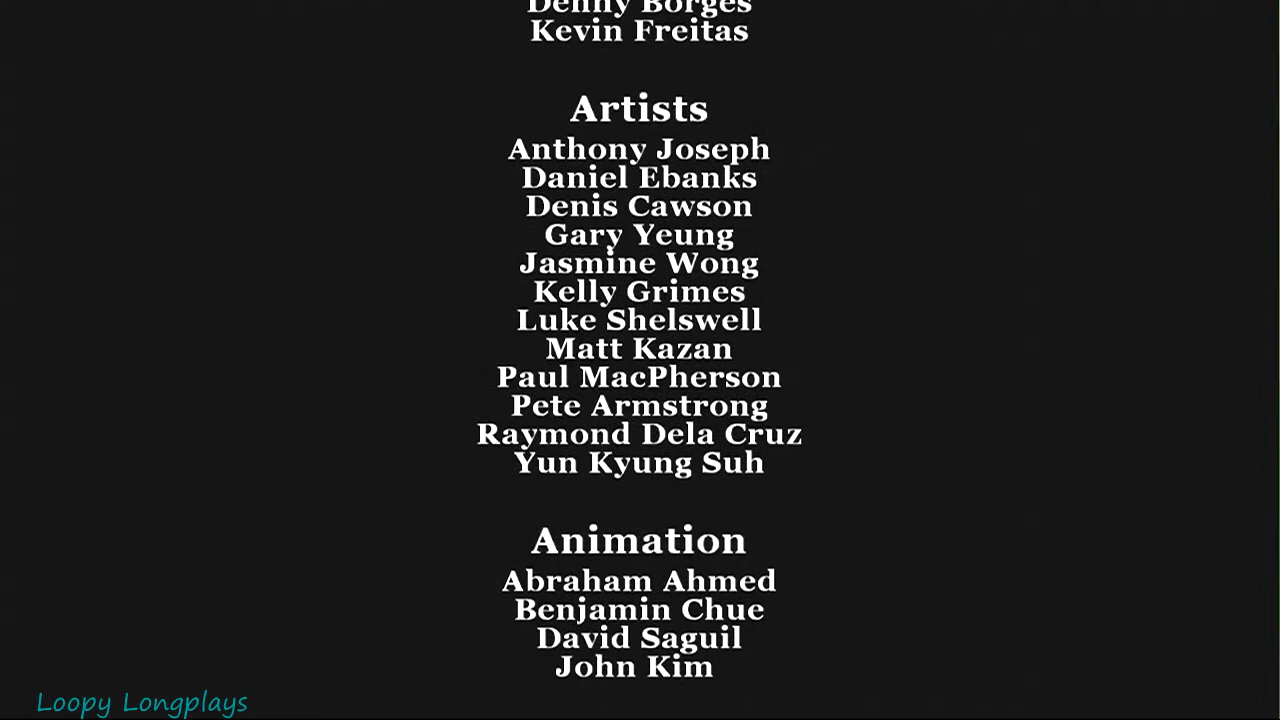 Denny Borges
Kevin Freitas
Artists
Anthony Joseph
Daniel Ebanks
Denis Cawson
Gary Yeung
Jasmine Wong
Kelly Grimes
Luke Shelswell
Matt Kazan
Paul MacPherson
Pete Armstrong
Raymond Dela Cruz
Yun Kyung Suh
Animation
Abraham Ahmed
Benjamin Chue
David Saguil
John Kim
Loopy Longplays